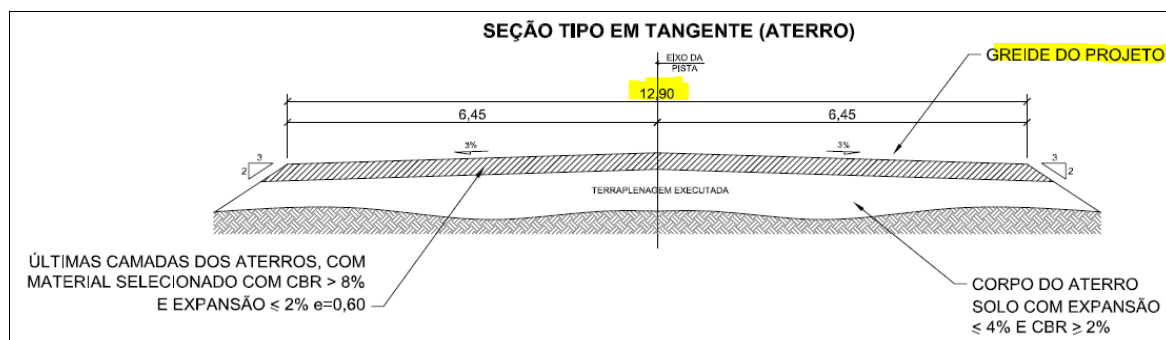 SEÇÃO TIPO EM TANGENTE (ATERRO)
EIXO DA
PISTA
GREIDE DO PROJETO
12,90
6,45
6,45
3%
3%
3
2
3
2
TERRAPLENAGEM EXECUTADA
ÚLTIMAS CAMADAS DOS ATERROS, COM
MATERIAL SELECIONADO COM CBR > 8%
E EXPANSÃO ≤ 2% e=0,60
CORPO DO ATERRO
SOLO COM EXPANSÃO
≤ 4% E CBR ≥ 2%